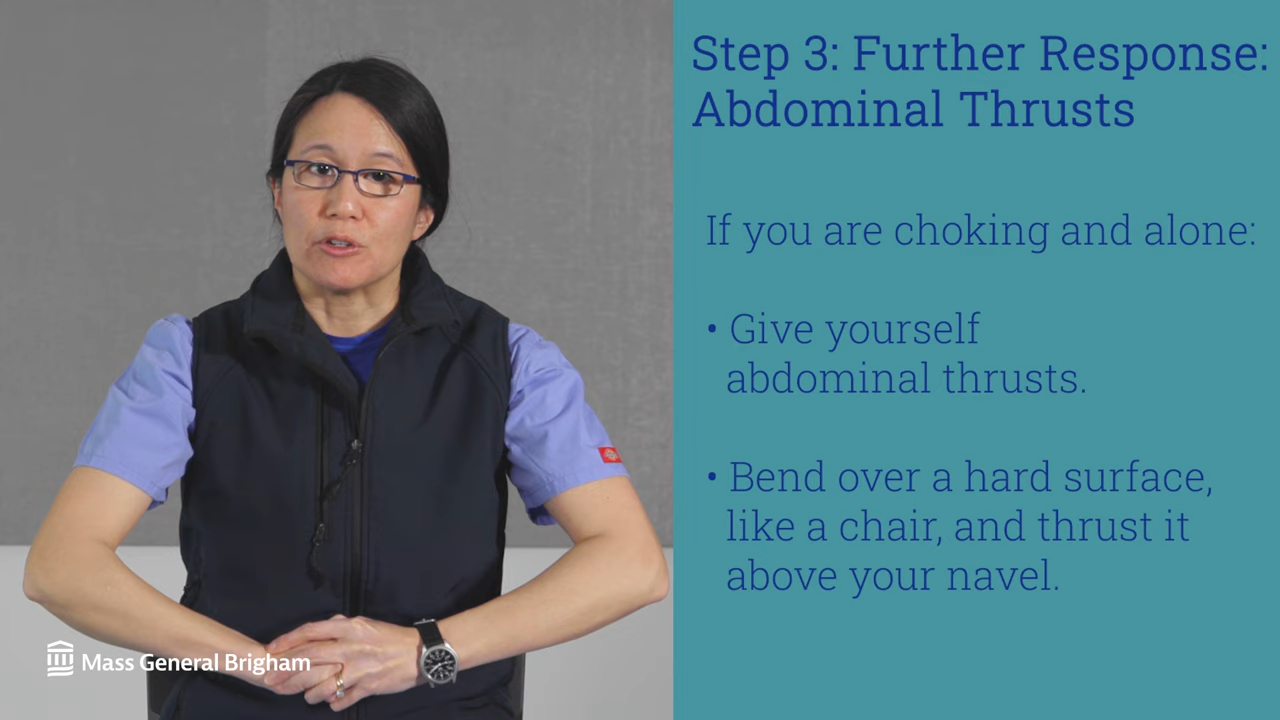 Step 3: Further Response:
Abdominal Thrusts
If you are choking and alone:
• Give yourself
abdominal thrusts.
• Bend over a hard surface,
like a chair, and thrust it
above your navel.
Mass General Brigham